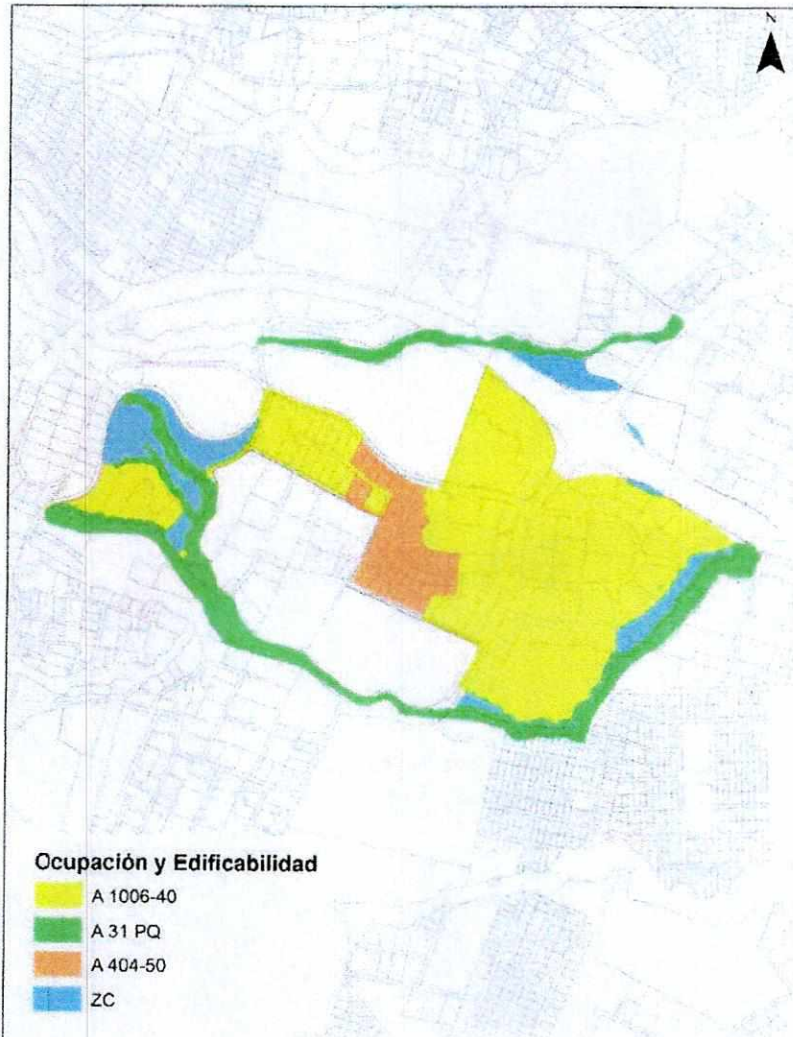 N
Ocupación y Edificabilidad
A 1006-40
A 31 PQ
A 404-50
ZC